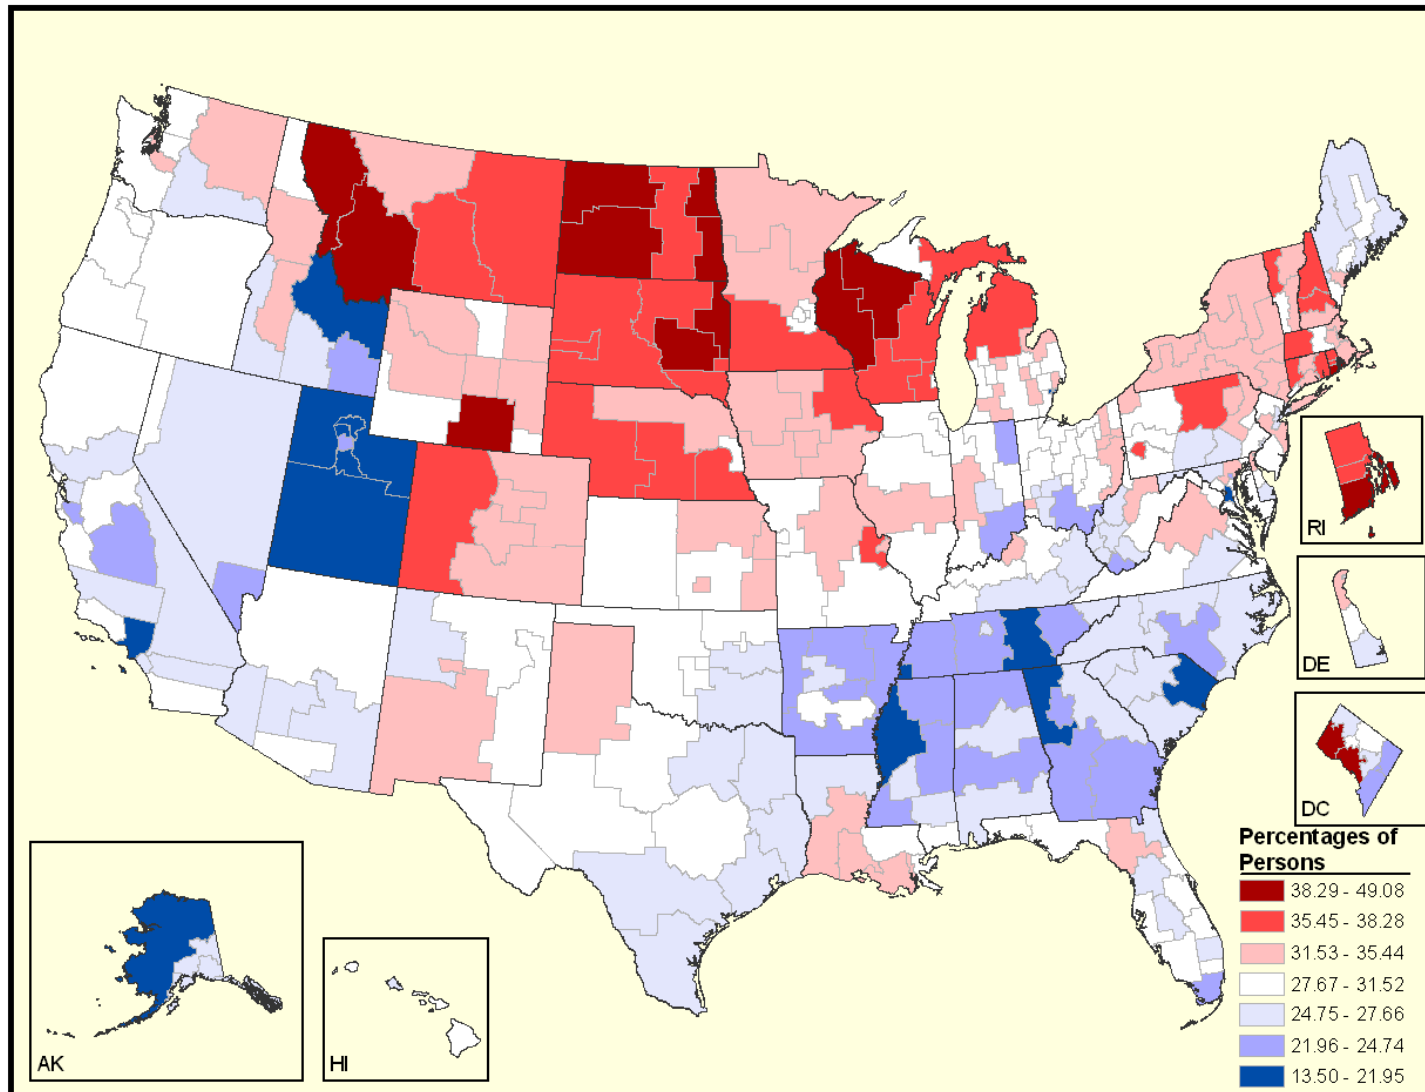 RI
DE
DC
AK
HI
Percentages of
Persons
38.29 - 49.08
35.45 - 38.28
31.53 - 35.44
27.67 - 31.52
24.75 - 27.66
21.96 - 24.74
13.50 - 21.95